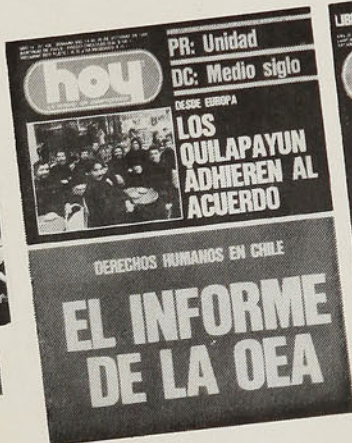 PR: Unidad
DC: Medio siglo
hoy
DESDE EUROPA
LOS
QUILAPAYUN
ADHIEREN AL
ACUERDO
DERECHOS HUMANOS EN CHILE
EL INFORME
DE LA OEA